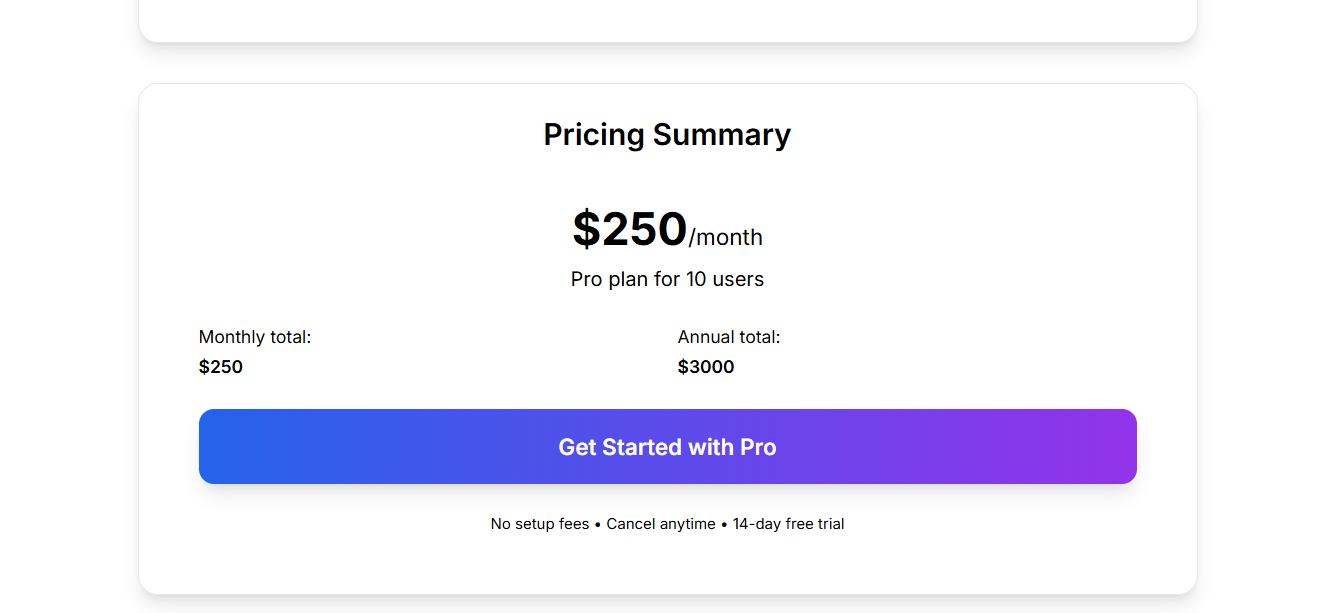 Pricing Summary
$250/month
Pro plan for 10 users
Monthly total:
$250
Annual total:
$3000
Get Started with Pro
No setup fees • Cancel anytime • 14-day free trial